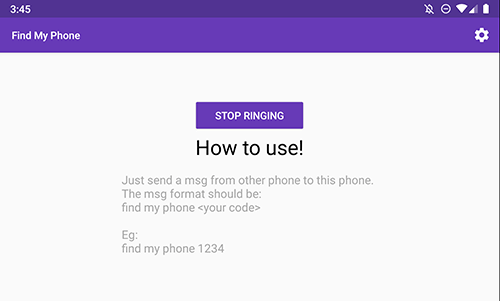 3:45
Find My Phone
STOP RINGING
How to use!
Just send a msg from other phone to this phone.
The msg format should be:
find my phone <your code>
Eg:
find my phone 1234